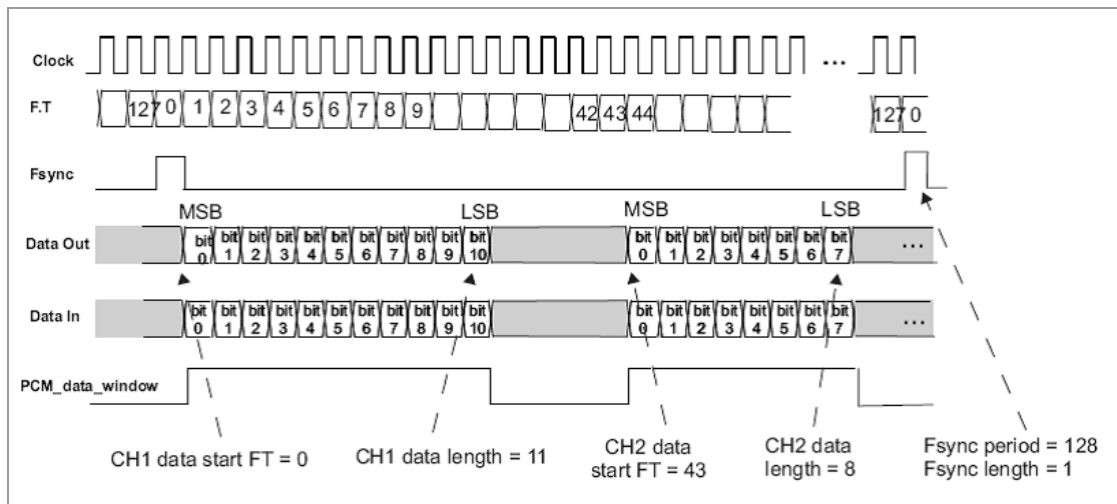 Clock
...
F.T
127 0 1 2 3 4 5 6 7 8 9 42 43 44 127 0
Fsync
MSB LSB MSB LSB
Data Out bit 0 bit 1 bit 2 bit 3 bit 4 bit 5 bit 6 bit 7 bit 8 bit 9 bit 10 bit 0 bit 1 bit 2 bit 3 bit 4 bit 5 bit 6 bit 7 ...
Data In bit 0 bit 1 bit 2 bit 3 bit 4 bit 5 bit 6 bit 7 bit 8 bit 9 bit 10 bit 0 bit 1 bit 2 bit 3 bit 4 bit 5 bit 6 bit 7 ...
PCM_data_window
CH1 data start FT = 0
CH1 data length = 11
CH2 data
start FT = 43
CH2 data
length = 8
Fsync period = 128
Fsync length = 1